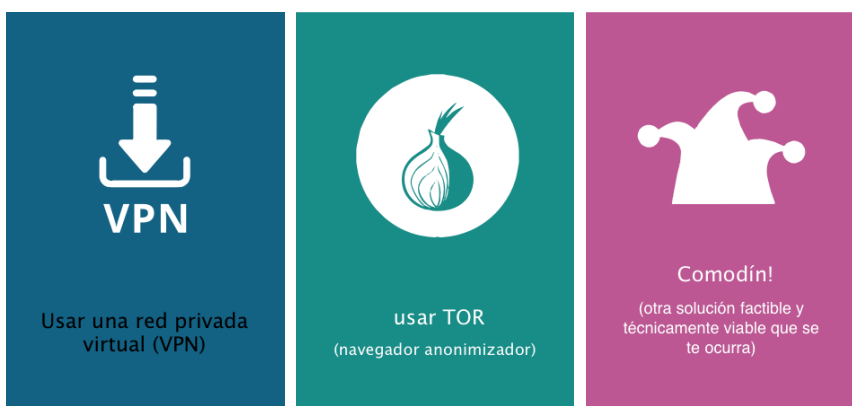 VPN
Usar una red privada
virtual (VPN)
usar TOR
(navegador anonimizador)
Comodín!
(otra solución factible y
técnicamente viable que se
te ocurra)